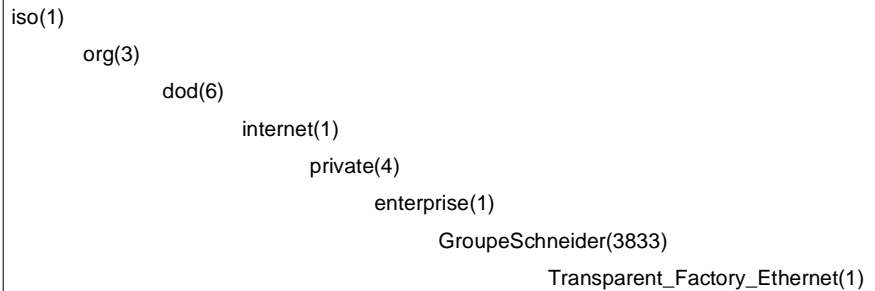 iso(1)
org(3)
dod(6)
internet(1)
private(4)
enterprise(1)
GroupeSchneider(3833)
Transparent_Factory_Ethernet(1)